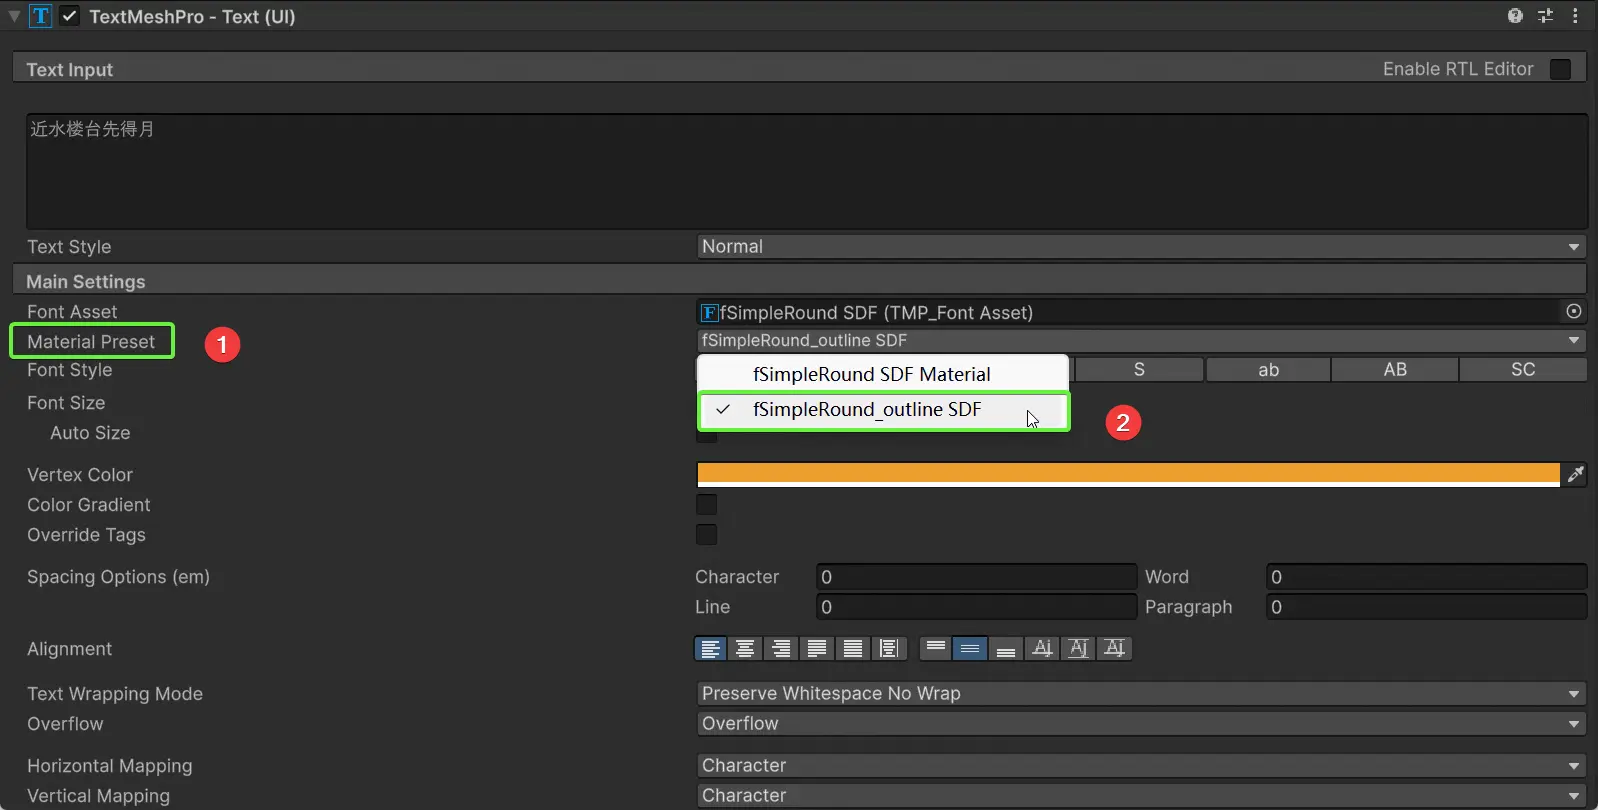 TextMeshPro - Text (UI)
Text Input
Enable RTL Editor
近水楼台先得月
Text Style
Normal
Main Settings
Font Asset
F fSimpleRound SDF (TMP_Font Asset)
Material Preset
1
fSimpleRound_outline SDF
fSimpleRound SDF Material
Font Style
S ab AB SC
Font Size
fSimpleRound_outline SDF
2
Auto Size
Vertex Color
Color Gradient
Override Tags
Spacing Options (em)
Character 0 Word 0
Line 0 Paragraph 0
Alignment
Text Wrapping Mode
Preserve Whitespace No Wrap
Overflow
Overflow
Horizontal Mapping
Character
Vertical Mapping
Character